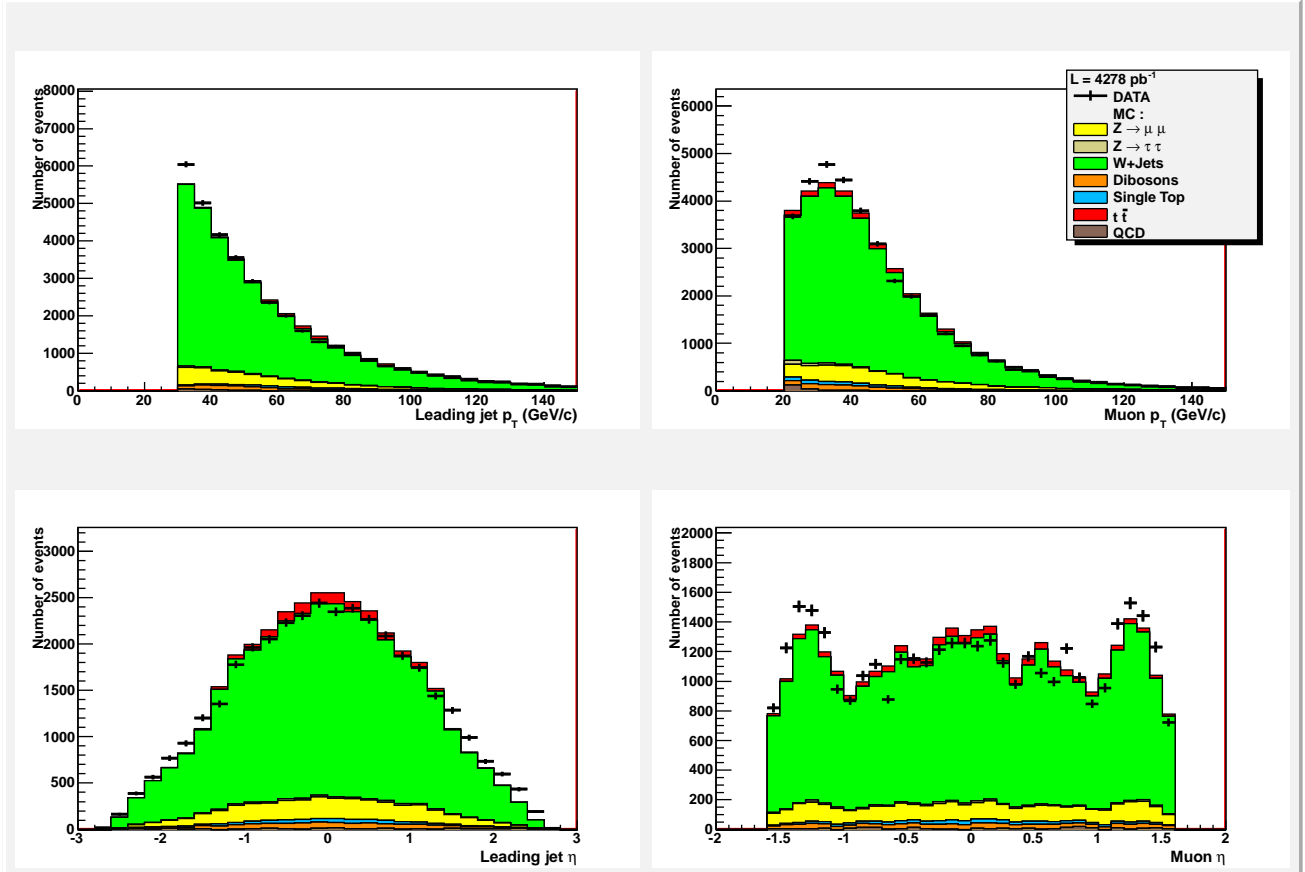 Number of events
8000
7000
6000
5000
4000
3000
2000
1000
0
0 20 40 60 80 100 120 140
Leading jet p_T (GeV/c)
Number of events
6000
5000
4000
3000
2000
1000
0
0 20 40 60 80 100 120 140
Muon p_T (GeV/c)
L = 4278 pb⁻¹
DATA
MC :
Z → μ μ
Z → τ τ
W+Jets
Dibosons
Single Top
t t̄
QCD
Number of events
3000
2500
2000
1500
1000
500
0
-3 -2 -1 0 1 2 3
Leading jet η
Number of events
2000
1800
1600
1400
1200
1000
800
600
400
200
0
-2 -1.5 -1 -0.5 0 0.5 1 1.5 2
Muon η